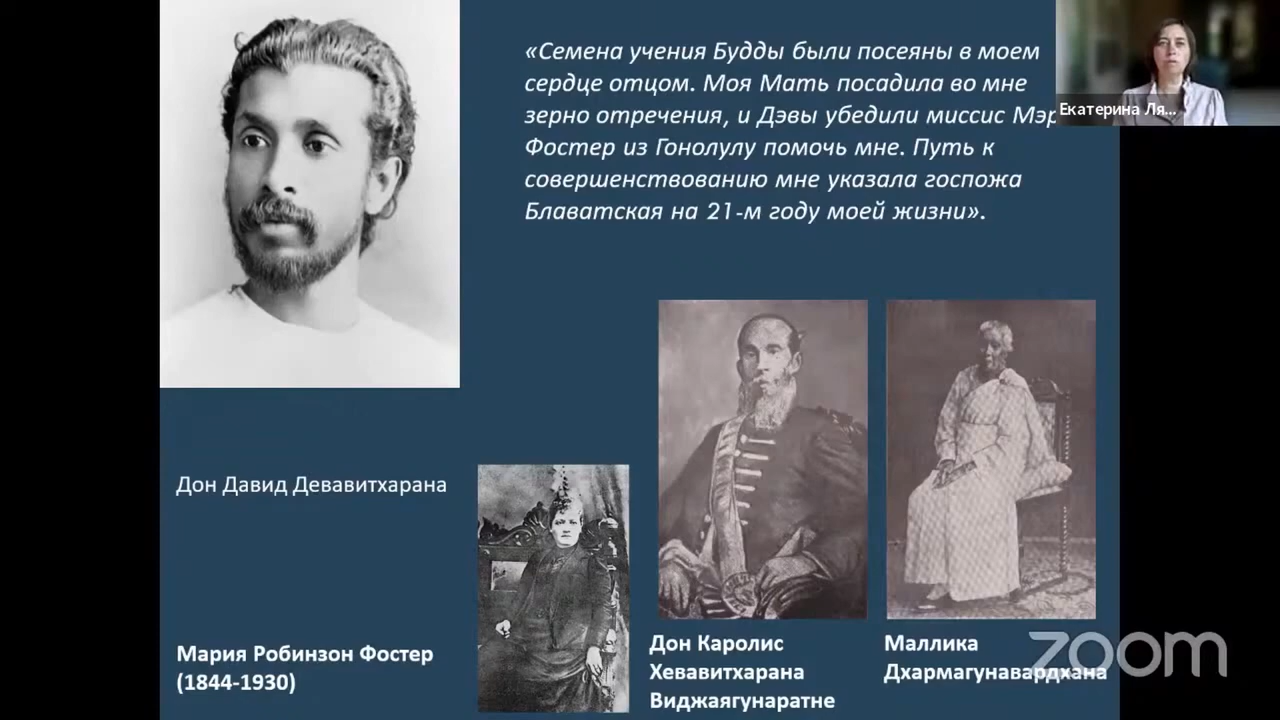 «Семена учения Будды были посеяны в моем
сердце отцом. Моя Мать посадила во мне
зерно отречения, и Дэвы убедили миссис Мэр
Фостер из Гонолулу помочь мне. Путь к
совершенствованию мне указала госпожа
Блаватская на 21-м году моей жизни».
Екатерина Ля...
Дон Давид Девавитхарана
Мария Робинзон Фостер
(1844-1930)
Дон Каролис
Хевавитхарана
Виджаягунаратне
Маллика
Дхармагунавардхана
zoom